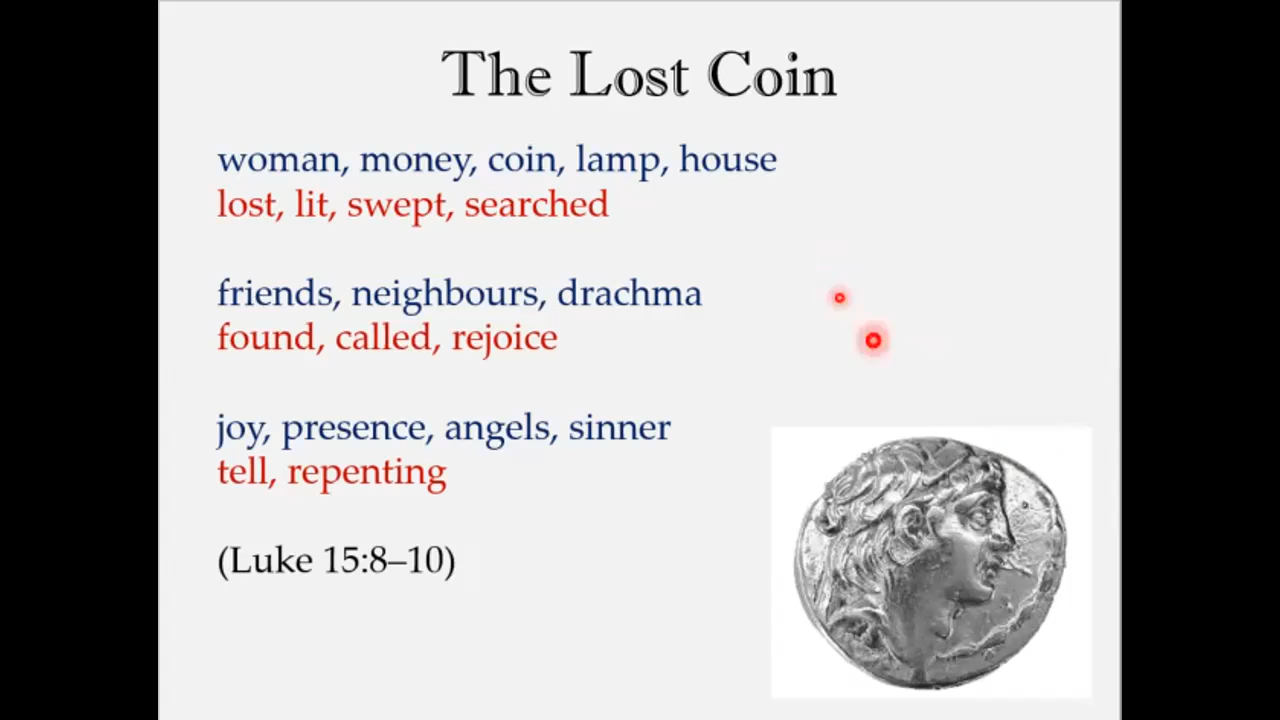 The Lost Coin
woman, money, coin, lamp, house
lost, lit, swept, searched
friends, neighbours, drachma
found, called, rejoice
joy, presence, angels, sinner
tell, repenting
(Luke 15:8–10)